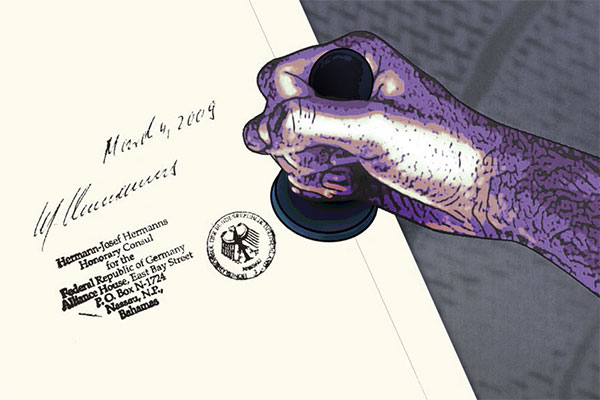 March 4, 2009
Hermann-Josef Hermanns
Honorary Consul
for the
Federal Republic of Germany
Alliance House, East Bay Street
P. O. Box N-1724
Nassau, N.P.,
Bahamas